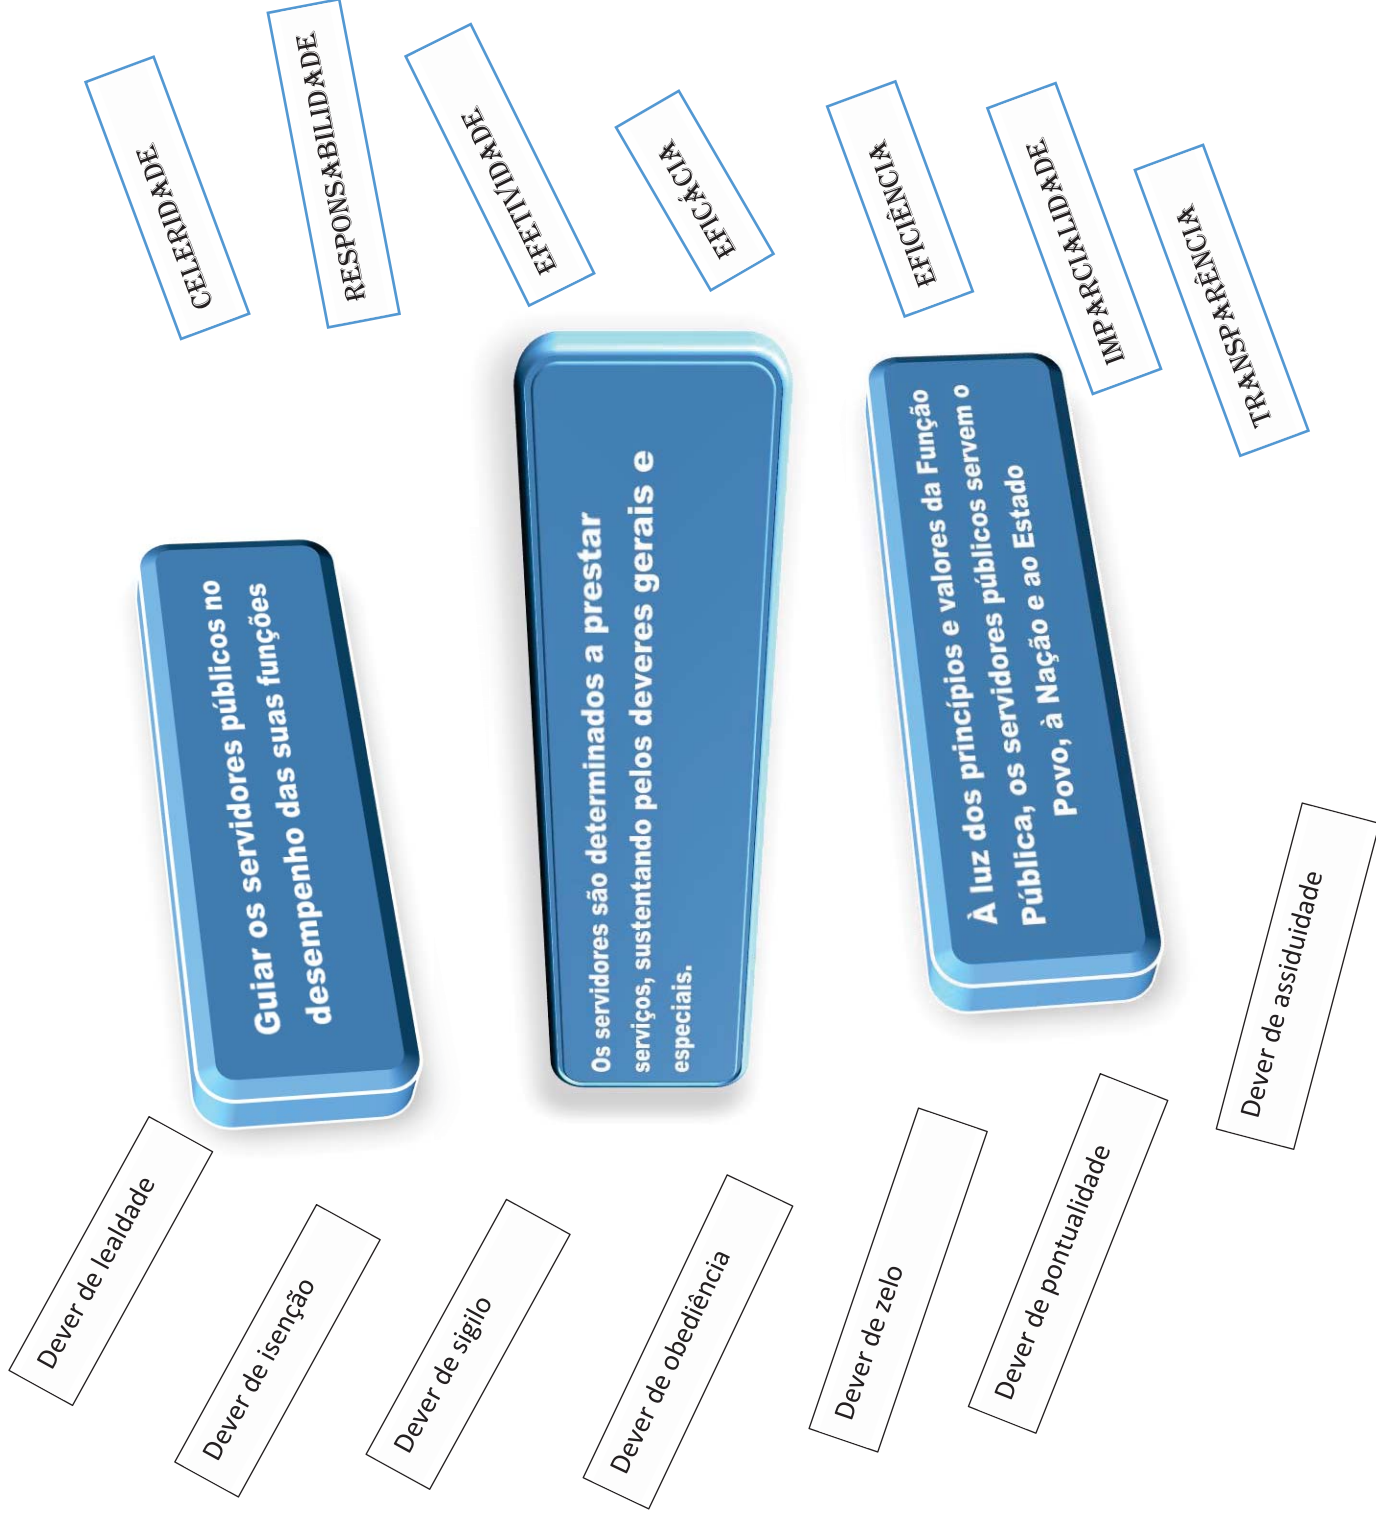 Dever de lealdade
Dever de isenção
Dever de sigilo
Dever de obediência
Dever de zelo
Dever de pontualidade
Dever de assiduidade
Guiar os servidores públicos no
desempenho das suas funções
Os servidores são determinados a prestar
serviços, sustentando pelos deveres gerais e
especiais.
À luz dos princípios e valores da Função
Pública, os servidores públicos servem o
Povo, à Nação e ao Estado
CELERIDADE
RESPONSABILIDADE
EFETIVIDADE
EFICÁCIA
EFICIÊNCIA
IMPARCIALIDADE
TRANSPARÊNCIA